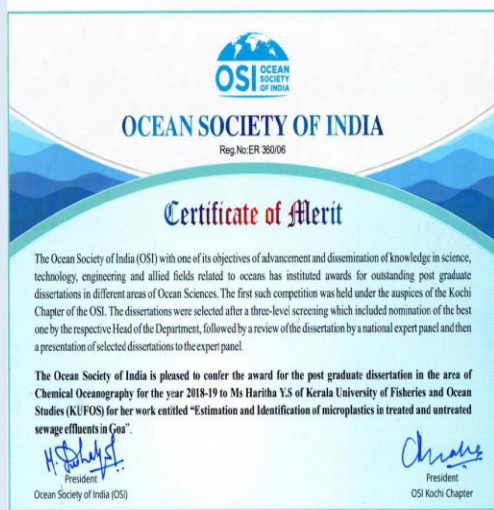 OSI OCEAN
SOCIETY
OF INDIA
OCEAN SOCIETY OF INDIA
Reg.No:ER 360/06
Certificate of Merit
The Ocean Society of India (OSI) with one of its objectives of advancement and dissemination of knowledge in science,
technology, engineering and allied fields related to oceans has instituted awards for outstanding post graduate
dissertations in different areas of Ocean Sciences. The first such competition was held under the auspices of the Kochi
Chapter of the OSI. The dissertations were selected after a three-level screening which included nomination of the best
one by the respective Head of the Department, followed by a review of the dissertation by a national expert panel and then
a presentation of selected dissertations to the expert panel.
The Ocean Society of India is pleased to confer the award for the post graduate dissertation in the area of
Chemical Oceanography for the year 2018-19 to Ms Haritha Y.S of Kerala University of Fisheries and Ocean
Studies (KUFOS) for her work entitled “Estimation and Identification of microplastics in treated and untreated
sewage effluents in Goa”.
President
Ocean Society of India (OSI)
President
OSI Kochi Chapter